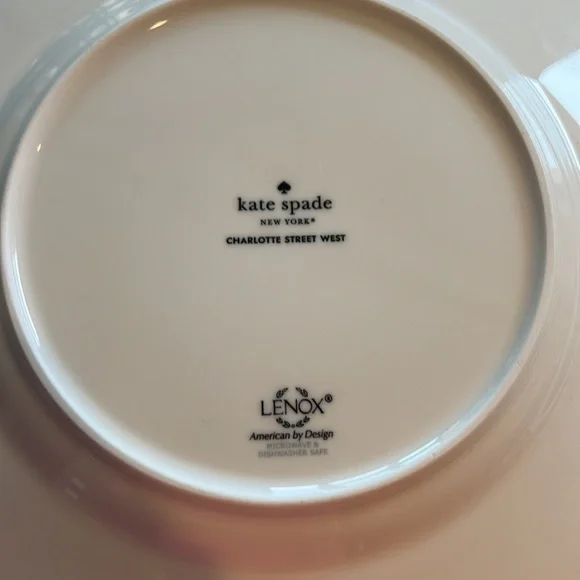 kate spade
NEW YORK®
CHARLOTTE STREET WEST
LENOX®
American by Design
MICROWAVE &
DISHWASHER SAFE